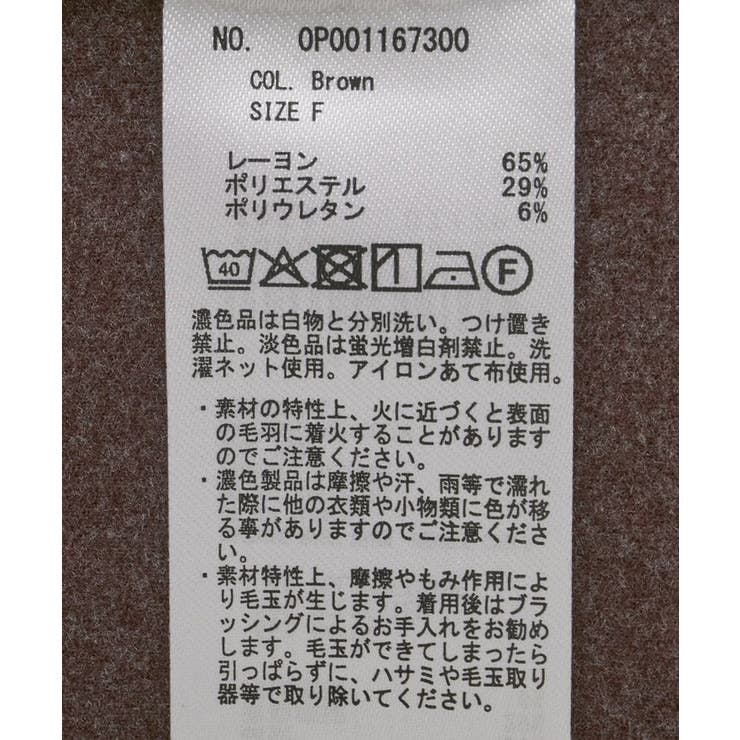 NO. 0P001167300
COL. Brown
SIZE F
レーヨン 65%
ポリエステル 29%
ポリウレタン 6%
40 F
濃色品は白物と分別洗い。つけ置き
禁止。淡色品は蛍光増白剤禁止。洗
濯ネット使用。アイロンあて布使用。
・素材の特性上、火に近づくと表面
の毛羽に着火することがあります
のでご注意ください。
・濃色製品は摩擦や汗、雨等で濡れ
た際に他の衣類や小物類に色が移
る事がありますのでご注意くださ
い。
・素材特性上、摩擦やもみ作用によ
り毛玉が生じます。着用後はブラ
ッシングによるお手入れをお勧め
します。毛玉ができてしまったら
引っぱらずに、ハサミや毛玉取り
器等で取り除いてください。